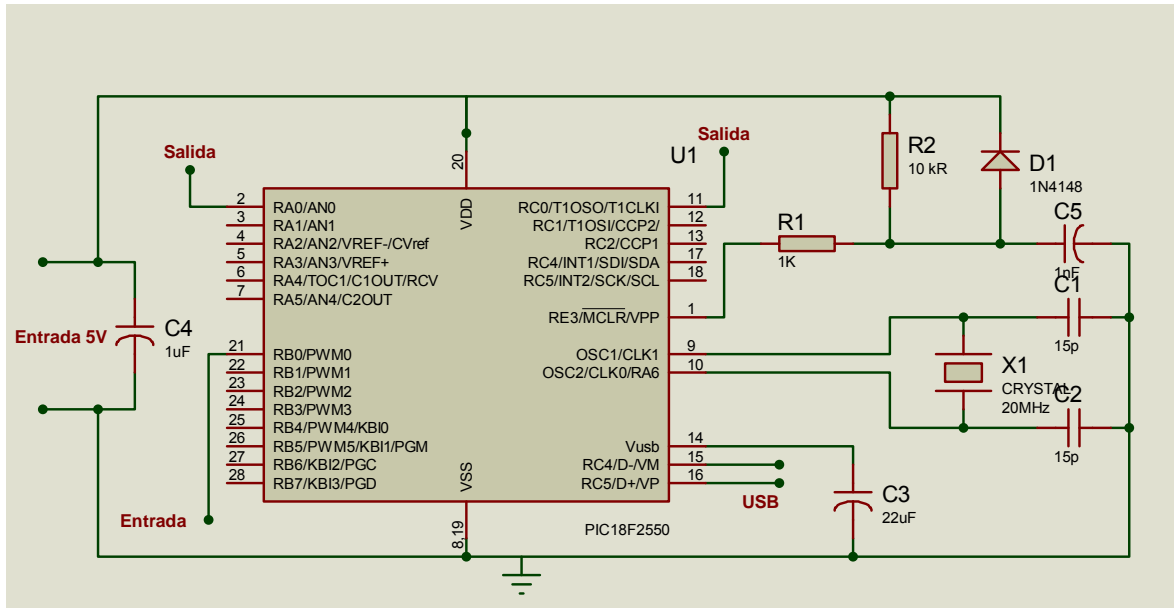 Salida
Salida
U1
R2
10 kR
D1
1N4148
C5
1nF
R1
1K
20
VDD
2
RA0/AN0
3
RA1/AN1
4
RA2/AN2/VREF-/CVref
5
RA3/AN3/VREF+
6
RA4/TOC1/C1OUT/RCV
7
RA5/AN4/C2OUT
21
RB0/PWM0
22
RB1/PWM1
23
RB2/PWM2
24
RB3/PWM3
25
RB4/PWM4/KBI0
26
RB5/PWM5/KBI1/PGM
27
RB6/KBI2/PGC
28
RB7/KBI3/PGD
RC0/T1OSO/T1CLKI
11
RC1/T1OSI/CCP2/
12
RC2/CCP1
13
RC4/INT1/SDI/SDA
17
RC5/INT2/SCK/SCL
18
RE3/MCLR/VPP
1
OSC1/CLK1
9
OSC2/CLK0/RA6
10
Vusb
14
RC4/D-/VM
15
RC5/D+/VP
16
VSS
8,19
PIC18F2550
Entrada 5V
C4
1uF
Entrada
USB
C1
15p
X1
CRYSTAL
20MHz
C2
15p
C3
22uF